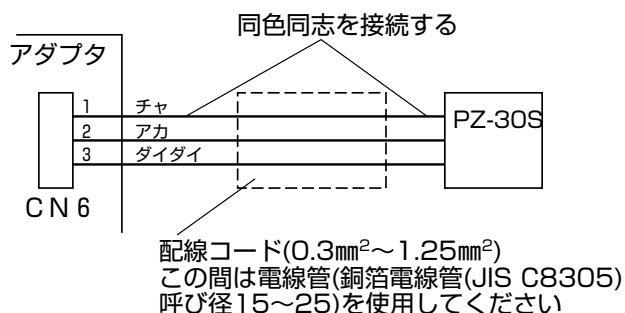 同色同志を接続する
アダプタ
1 チャ
2 アカ
3 ダイダイ
PZ-30S
CN6
配線コード(0.3mm²～1.25mm²)
この間は電線管(銅箔電線管(JIS C8305)
呼び径15～25)を使用してください